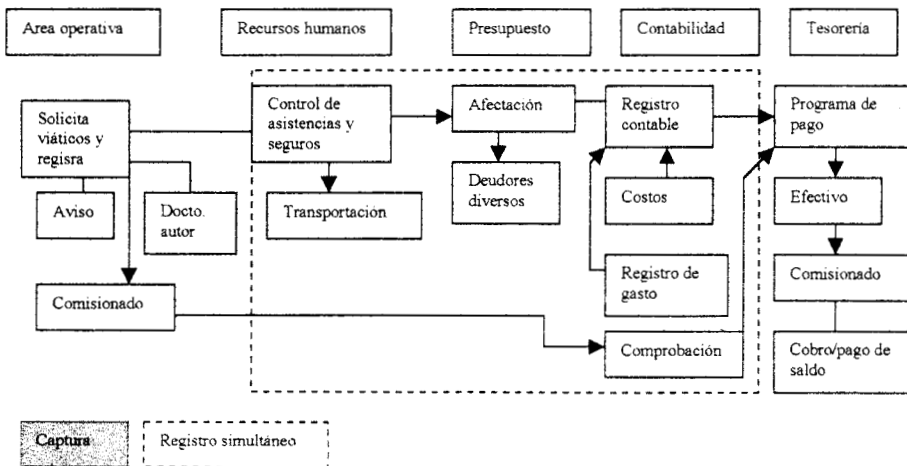 Area operativa
Recursos humanos
Presupuesto
Contabilidad
Tesorería
Solicita
viáticos y
regisra
Control de
asistencias y
seguros
Afectación
Registro
contable
Programa de
pago
Aviso
Docto.
autor
Transportación
Deudores
diversos
Costos
Efectivo
Comisionado
Registro de
gasto
Comisionado
Comprobación
Cobro/pago de
saldo
Captura
Registro simultáneo